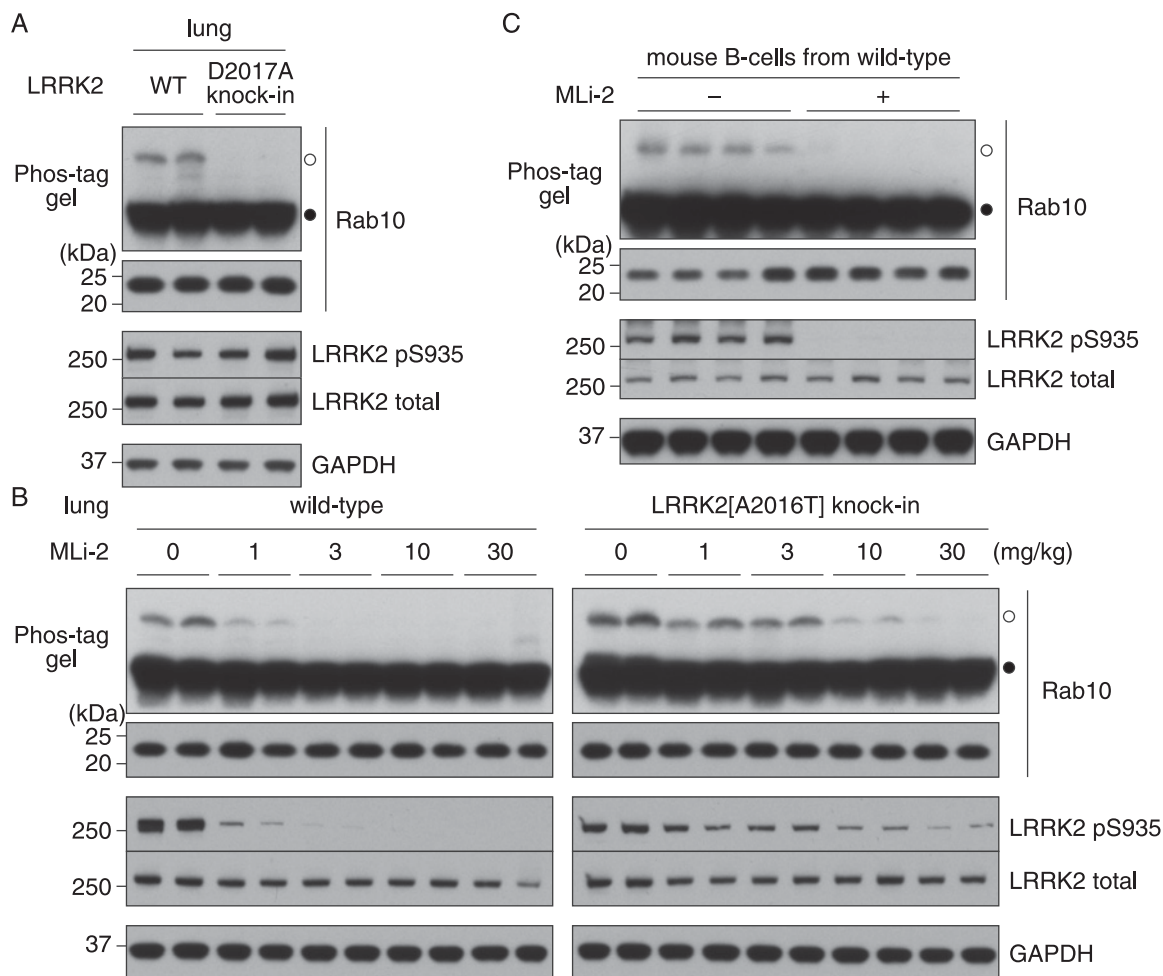 A
lung
LRRK2
WT
D2017A
knock-in
Phos-tag
gel
(kDa)
25
20
Rab10
250
LRRK2 pS935
250
LRRK2 total
37
GAPDH
C
mouse B-cells from wild-type
MLi-2
–
+
Phos-tag
gel
(kDa)
25
20
Rab10
250
LRRK2 pS935
250
LRRK2 total
37
GAPDH
B
lung
wild-type
LRRK2[A2016T] knock-in
MLi-2
0 1 3 10 30
0 1 3 10 30 (mg/kg)
Phos-tag
gel
(kDa)
25
20
Rab10
250
LRRK2 pS935
250
LRRK2 total
37
GAPDH